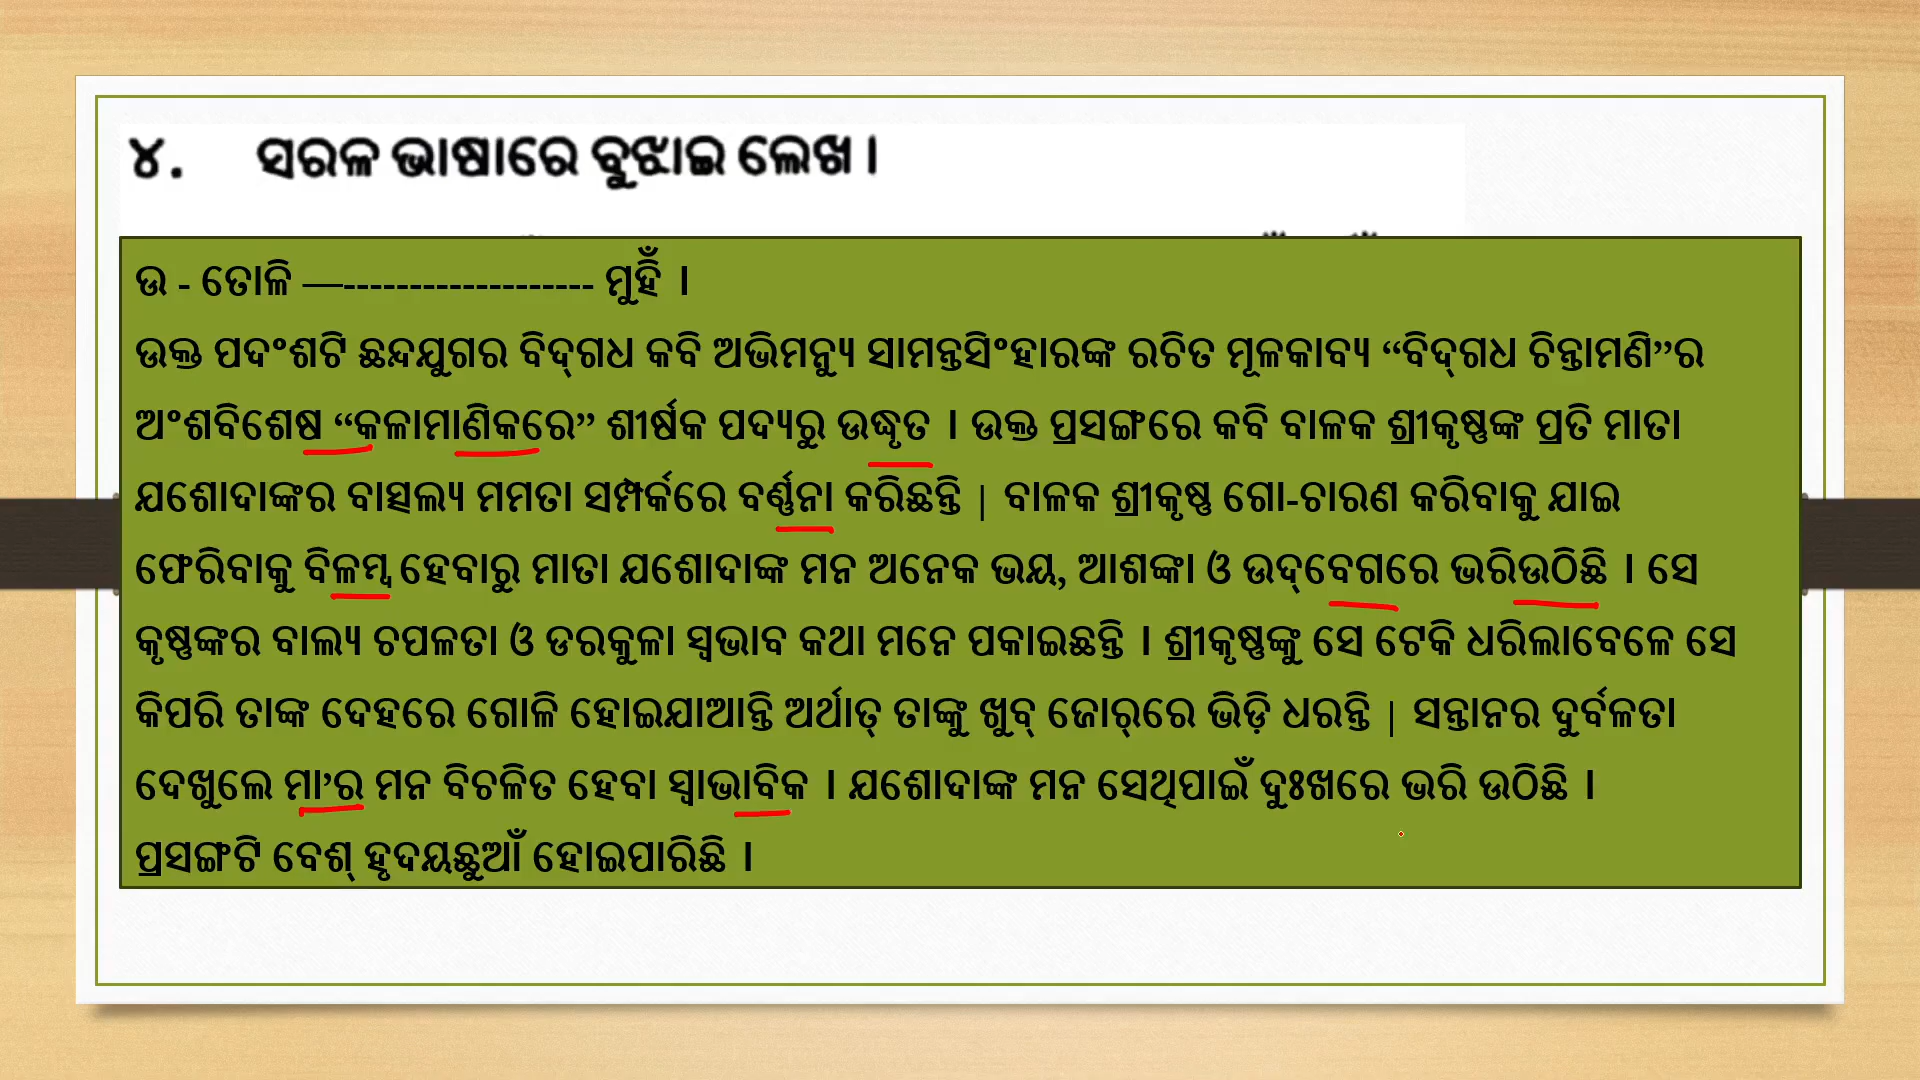 ୪. ସରଳ ଭାଷାରେ ବୁଝାଇ ଲେଖ ।
ଉ - ତୋଳି —------------------- ମୁହିଁ ।
ଉକ୍ତ ପଦଂଶଟି ଛନ୍ଦଯୁଗର ବିଦ୍‌ଗଧ କବି ଅଭିମନ୍ୟୁ ସାମନ୍ତସିଂହାରଙ୍କ ରଚିତ ମୂଳକାବ୍ୟ “ବିଦ୍‌ଗଧ ଚିନ୍ତାମଣି”ର
ଅଂଶବିଶେଷ “କଳାମାଣିକରେ” ଶୀର୍ଷକ ପଦ୍ୟରୁ ଉଦ୍ଧୃତ । ଉକ୍ତ ପ୍ରସଙ୍ଗରେ କବି ବାଳକ ଶ୍ରୀକୃଷ୍ଣଙ୍କ ପ୍ରତି ମାତା
ଯଶୋଦାଙ୍କର ବାତ୍ସଲ୍ୟ ମମତା ସମ୍ପର୍କରେ ବର୍ଣ୍ଣନା କରିଛନ୍ତି | ବାଳକ ଶ୍ରୀକୃଷ୍ଣ ଗୋ-ଚାରଣ କରିବାକୁ ଯାଇ
ଫେରିବାକୁ ବିଳମ୍ବ ହେବାରୁ ମାତା ଯଶୋଦାଙ୍କ ମନ ଅନେକ ଭୟ, ଆଶଙ୍କା ଓ ଉଦ୍‌ବେଗରେ ଭରିଉଠିଛି । ସେ
କୃଷ୍ଣଙ୍କର ବାଲ୍ୟ ଚପଳତା ଓ ଡରକୁଳା ସ୍ୱଭାବ କଥା ମନେ ପକାଇଛନ୍ତି । ଶ୍ରୀକୃଷ୍ଣଙ୍କୁ ସେ ଟେକି ଧରିଲାବେଳେ ସେ
କିପରି ତାଙ୍କ ଦେହରେ ଗୋଳି ହୋଇଯାଆନ୍ତି ଅର୍ଥାତ୍ ତାଙ୍କୁ ଖୁବ୍ ଜୋର୍‌ରେ ଭିଡ଼ି ଧରନ୍ତି | ସନ୍ତାନର ଦୁର୍ବଳତା
ଦେଖୁଲେ ମା’ର ମନ ବିଚଳିତ ହେବା ସ୍ୱାଭାବିକ । ଯଶୋଦାଙ୍କ ମନ ସେଥିପାଇଁ ଦୁଃଖରେ ଭରି ଉଠିଛି ।
ପ୍ରସଙ୍ଗଟି ବେଶ୍ ହୃଦୟଛୁଆଁ ହୋଇପାରିଛି ।